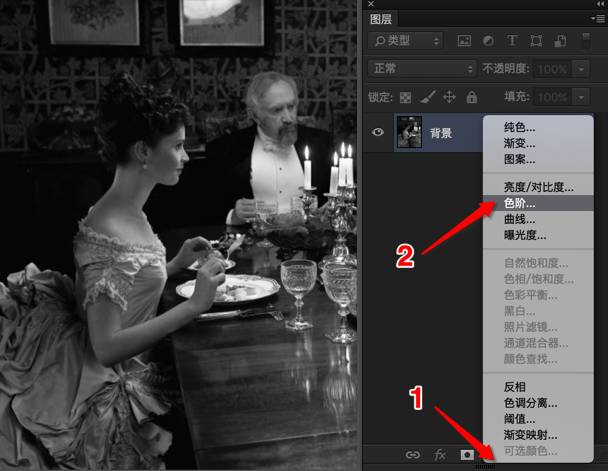 图层
类型
正常
不透明度: 100%
锁定:
填充: 100%
背景
纯色...
渐变...
图案...
亮度/对比度...
色阶...
曲线...
曝光度...
自然饱和度...
色相/饱和度...
色彩平衡...
黑白...
照片滤镜...
通道混合器...
颜色查找...
反相
色调分离...
阈值...
渐变映射...
可选颜色...
2
1
fx